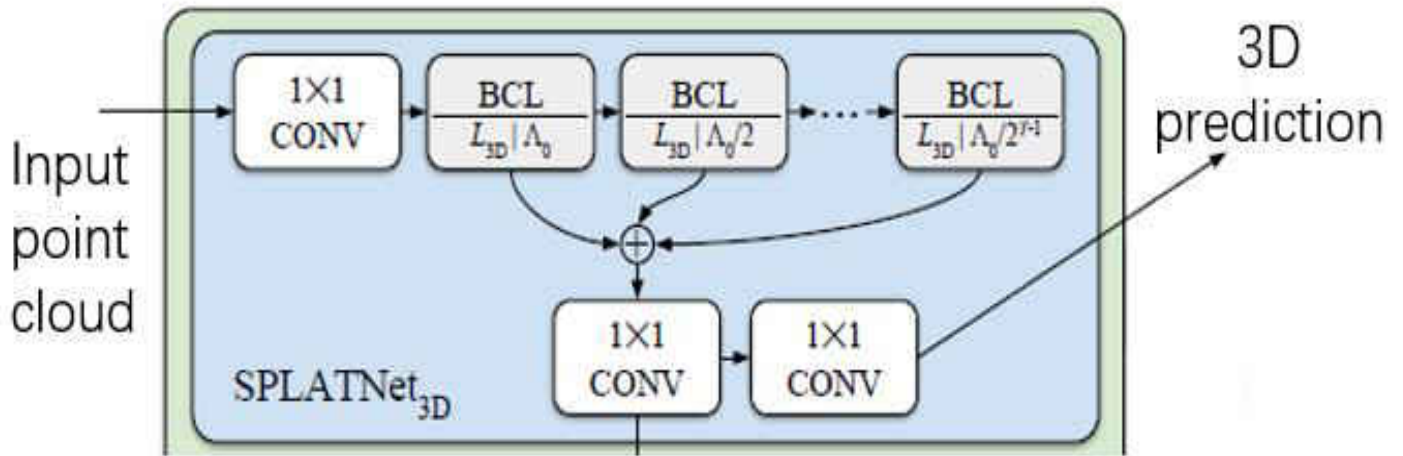 Input
point
cloud
1×1
CONV
BCL
L₃D|Λ₀
BCL
L₃D|Λ₀/2
...
BCL
L₃D|Λ₀/2ᵀ⁻¹
+
1×1
CONV
1×1
CONV
SPLATNet₃D
3D
prediction